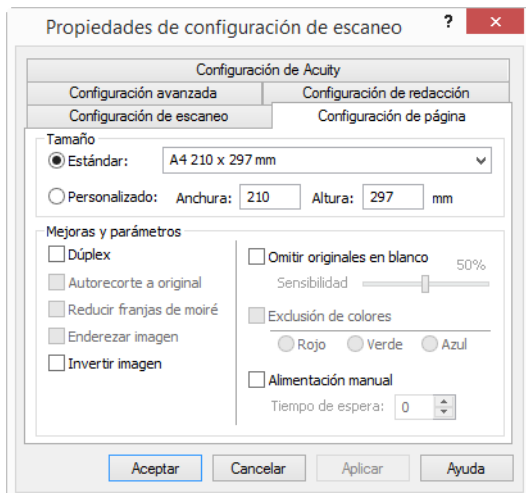 Propiedades de configuración de escaneo ? ×
Configuración de Acuity
Configuración avanzada Configuración de redacción
Configuración de escaneo Configuración de página
Tamaño
Estándar: A4 210 x 297 mm
Personalizado: Anchura: 210 Altura: 297 mm
Mejoras y parámetros
Dúplex
Autorecorte a original
Reducir franjas de moiré
Enderezar imagen
Invertir imagen
Omitir originales en blanco 50%
Sensibilidad
Exclusión de colores
Rojo Verde Azul
Alimentación manual
Tiempo de espera: 0
Aceptar Cancelar Aplicar Ayuda